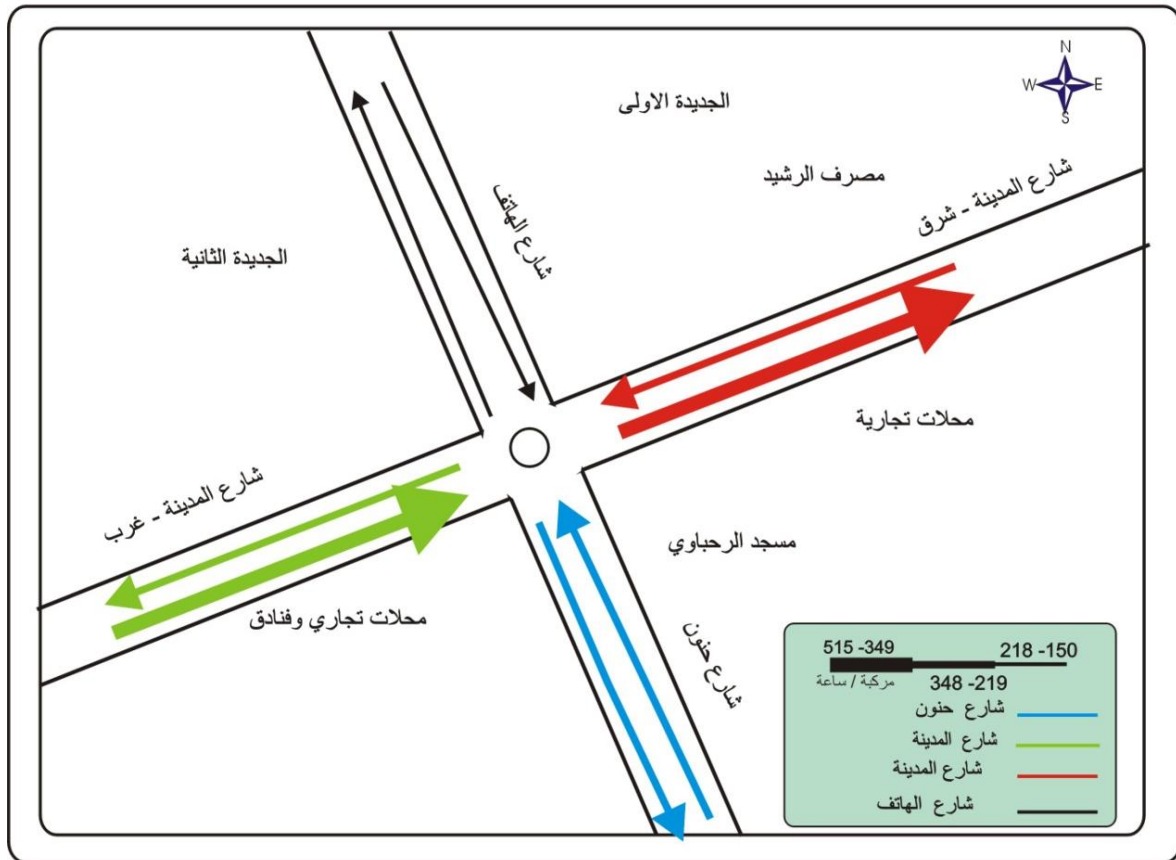 N
W E
S
الجديدة الاولى
مصرف الرشيد
شارع المدينة - شرق
شارع الهاتف
الجديدة الثانية
محلات تجارية
شارع المدينة - غرب
مسجد الرحباوي
محلات تجاري وفنادق
شارع حنون
515 -349
218 -150
مركبة / ساعة
348 -219
شارع حنون
شارع المدينة
شارع المدينة
شارع الهاتف